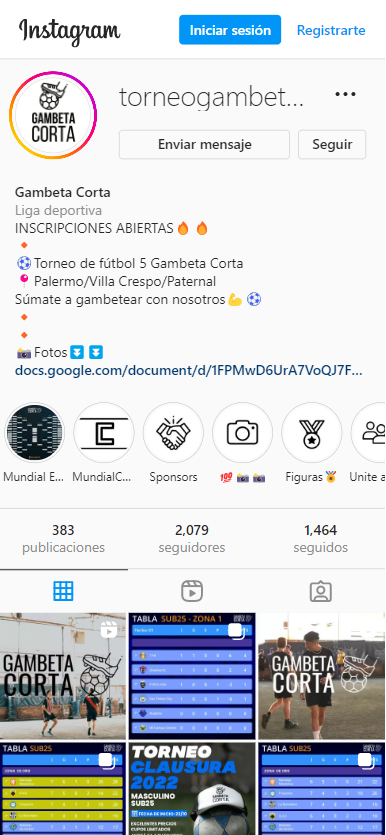 Instagram
Iniciar sesión
Registrarte
GAMBETA
CORTA
torneogambet...
Enviar mensaje
Seguir
Gambeta Corta
Liga deportiva
INSCRIPCIONES ABIERTAS🔥 🔥
🔸
⚽Torneo de fútbol 5 Gambeta Corta
📍Palermo/Villa Crespo/Paternal
Súmate a gambetear con nosotros💪 ⚽
🔸
🔸
📸Fotos⏬ ⏬
docs.google.com/document/d/1FPMwD6UrA7VoQJ7F...
Mundial E...
MundialC...
Sponsors
💯 📸 📸
Figuras🏅
Unite a
383
publicaciones
2,079
seguidores
1,464
seguidos
GAMBETA
CORTA
TABLA SUB25 - ZONA 1
GAMBETA
CORTA
TABLA SUB25
TORNEO
CLAUSURA
2022
MASCULINO
SUB25
GAMBETA
CORTA
TABLA SUB25